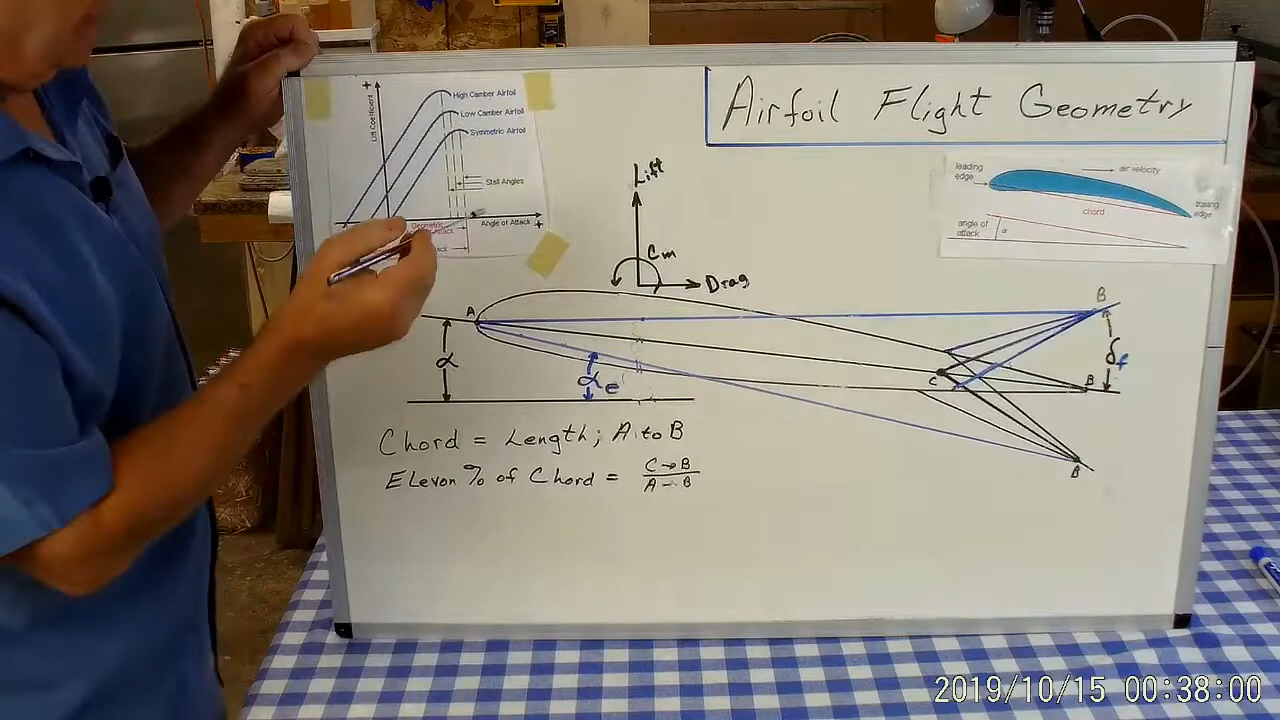 Airfoil Flight Geometry
+
Lift Coefficient
High Camber Airfoil
Low Camber Airfoil
Symmetric Airfoil
Stall Angles
Angle of Attack
+
Geometric
leading
edge
air velocity
chord
trailing
edge
angle of
attack
α
Lift
Cm
Drag
A
B
α
αe
C
B
δf
B
Chord = Length; A to B
Elevon % of Chord = C→B
A→B
2019/10/15 00:38:00